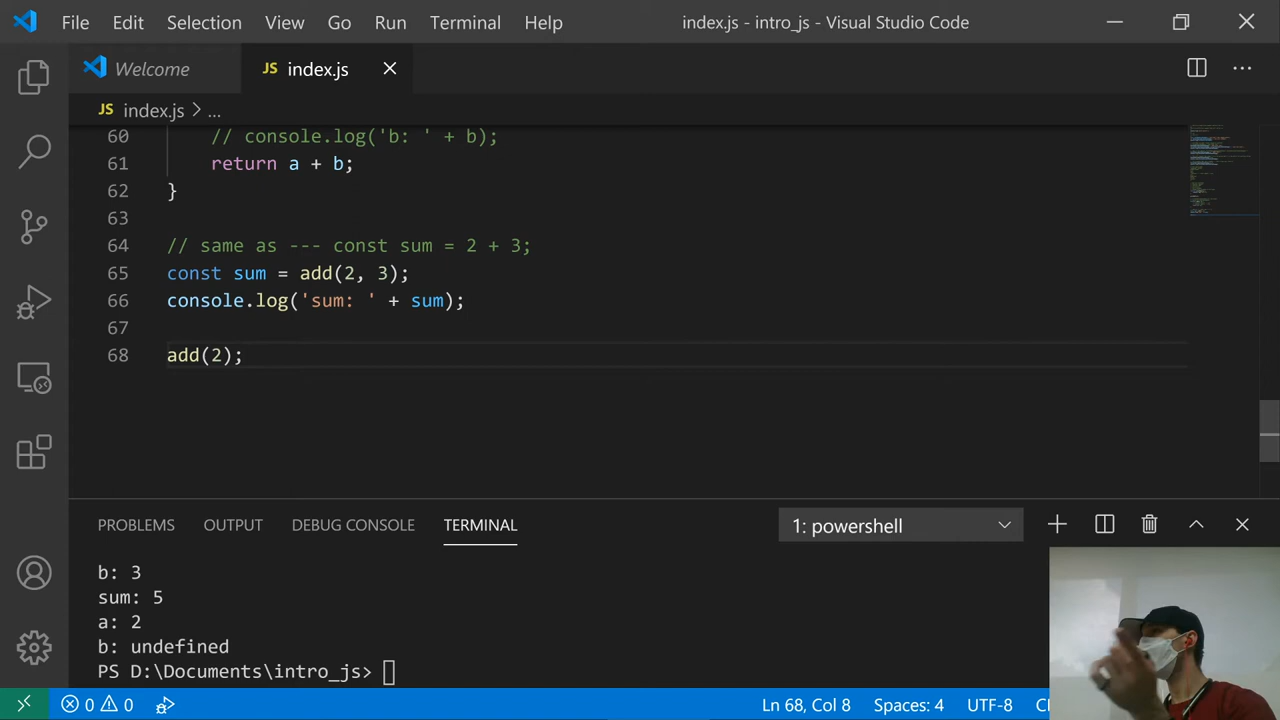 File Edit Selection View Go Run Terminal Help index.js - intro_js - Visual Studio Code
Welcome JS index.js
JS index.js > ...
60 // console.log('b: ' + b);
61 return a + b;
62 }
63
64 // same as --- const sum = 2 + 3;
65 const sum = add(2, 3);
66 console.log('sum: ' + sum);
67
68 add(2);
PROBLEMS OUTPUT DEBUG CONSOLE TERMINAL 1: powershell
b: 3
sum: 5
a: 2
b: undefined
PS D:\Documents\intro_js>
0 0 Ln 68, Col 8 Spaces: 4 UTF-8